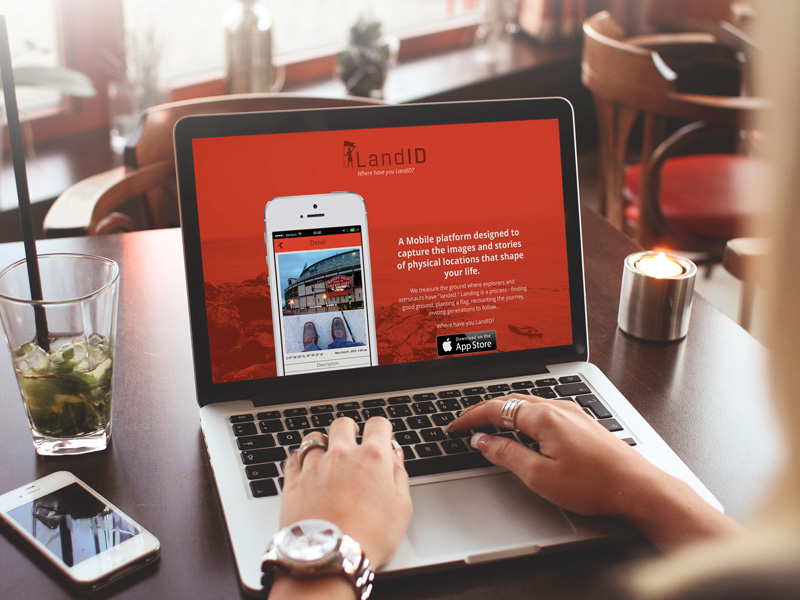 LandID
Where have you LandID?
Detail
A Mobile platform designed to
capture the images and stories
of physical locations that shape
your life.
We treasure the ground where explorers and
astronauts have "landed." Landing is a process - finding
good ground, planting a flag, recounting the journey,
inviting generations to follow...
Where have you LandID?
Download on the
App Store
Description